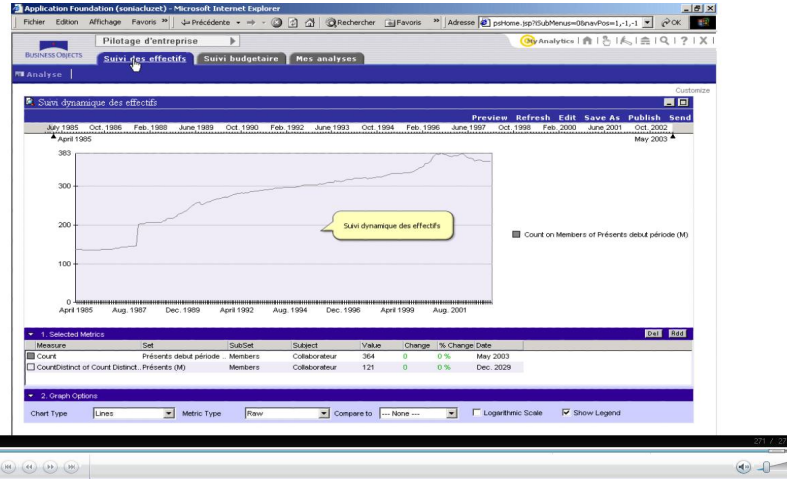 Application Foundation (soniacluzet) - Microsoft Internet Explorer
Fichier Edition Affichage Favoris » Précédente Rechercher Favoris » Adresse psHome.jsp?ISubMenus=0&navPos=1,-1,-1 OK
Pilotage d'entreprise
My Analytics | ? | X |
BUSINESS OBJECTS
Suivi des effectifs Suivi budgetaire Mes analyses
Analyse |
Customize
Suivi dynamique des effectifs
Preview Refresh Edit Save As Publish Send
July 1985 Oct. 1986 Feb. 1988 June 1989 Oct. 1990 Feb. 1992 June 1993 Oct. 1994 Feb. 1996 June 1997 Oct. 1998 Feb. 2000 June 2001 Oct. 2002
April 1985 May 2003
383
300
200
Suivi dynamique des effectifs
Count on Members of Présents debut période (M)
100
0
April 1985 Aug. 1987 Dec. 1989 April 1992 Aug. 1994 Dec. 1996 April 1999 Aug. 2001
1. Selected Metrics Del Add
Measure Set SubSet Subject Value Change % Change Date
Count Présents debut période ... Members Collaborateur 364 0 0 % May 2003
CountDistinct of Count Distinct... Présents (M) Members Collaborateur 121 0 0 % Dec. 2029
2. Graph Options
Chart Type Lines Metric Type Raw Compare to --- None --- Logarithmic Scale Show Legend